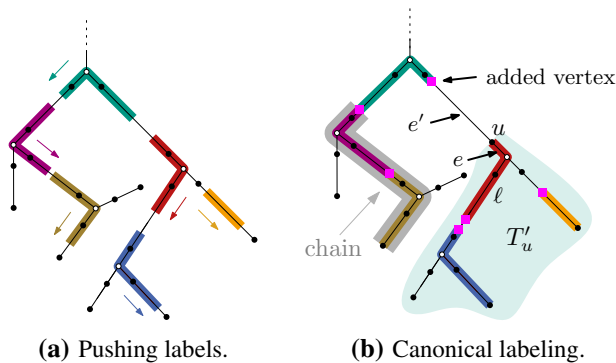 added vertex
e′
u
e
ℓ
chain
T′u
(a) Pushing labels.
(b) Canonical labeling.